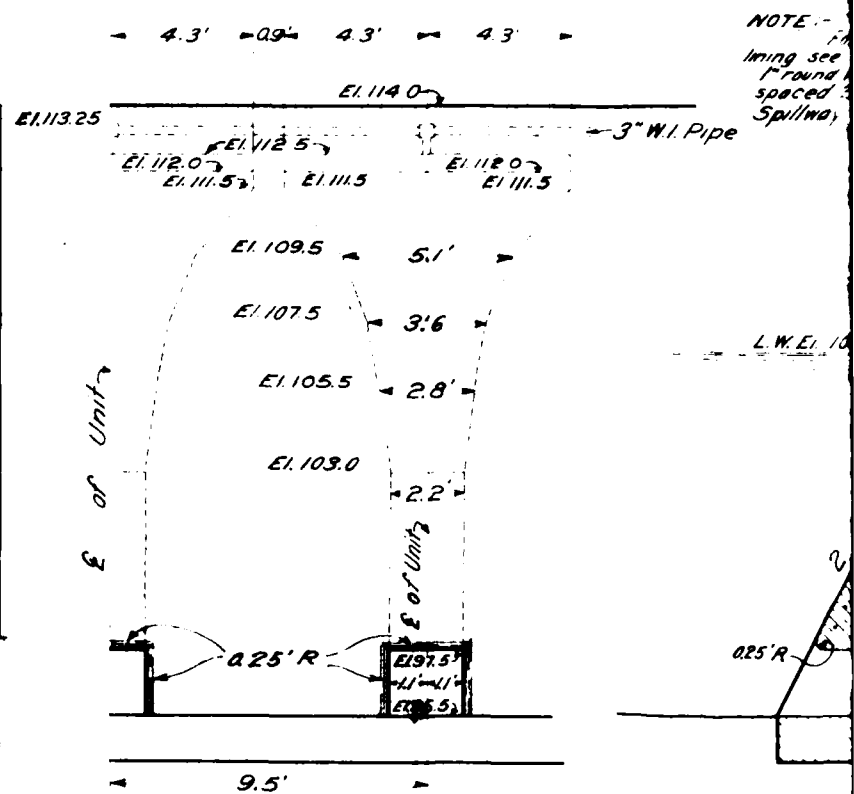 4.3' 0.9' 4.3' 4.3'
NOTE:-
lining see
1" round
spaced
Spillway
El. 114.0
El. 113.25
3" W.I. Pipe
El. 112.5
El. 112.0 El. 112.0
El. 111.5 El. 111.5 El. 111.5
El. 109.5 5.1'
El. 107.5 3.6
L.W. El. 10
El. 105.5 2.8'
El. 103.0
2.2'
℄ of Unit
℄ of Unit
0.25' R
El. 97.5
1.1' 1.1'
0.25' R
9.5'